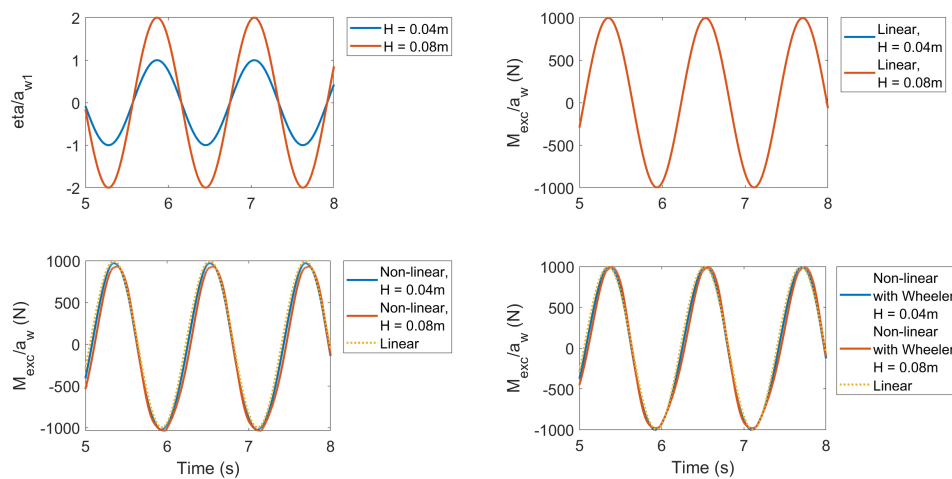 2
1
0
-1
-2
eta/a_w1
5
6
7
8
H = 0.04m
H = 0.08m
1000
500
0
-500
-1000
M_exc/a_w (N)
5
6
7
8
Linear,
H = 0.04m
Linear,
H = 0.08m
1000
500
0
-500
-1000
M_exc/a_w (N)
5
6
7
8
Time (s)
Non-linear,
H = 0.04m
Non-linear,
H = 0.08m
Linear
1000
500
0
-500
-1000
M_exc/a_w (N)
5
6
7
8
Time (s)
Non-linear
with Wheeler
H = 0.04m
Non-linear
with Wheeler
H = 0.08m
Linear